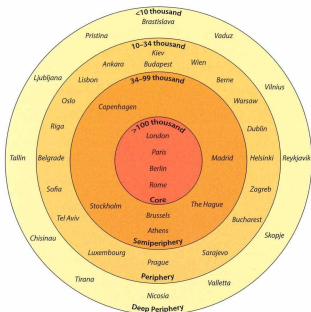 <10 thousand
Brastislava
Pristina
Vaduz
10–34 thousand
Kiev
Ankara
Budapest
Wien
Ljubljana
Lisbon
34–99 thousand
Berne
Vilnius
Oslo
Copenhagen
Warsaw
>100 thousand
Riga
London
Dublin
Tallin
Belgrade
Paris
Madrid
Helsinki
Reykjavik
Berlin
Sofia
Rome
Zagreb
Core
Stockholm
The Hague
Tel Aviv
Brussels
Bucharest
Chisinau
Athens
Skopje
Semiperiphery
Luxembourg
Sarajevo
Prague
Tirana
Periphery
Valletta
Nicosia
Deep Periphery